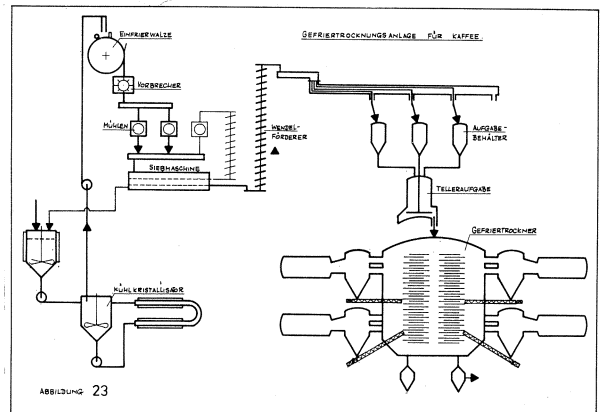 EINFRIERWALZE
GEFRIERTROCKNUNGSANLAGE FÜR KAFFEE
VORBRECHER
MÜHLEN
WENDEL-
FÖRDERER
AUFGABE-
BEHÄLTER
SIEBMASCHINE
TELLERAUFGABE
GEFRIERTROCKNER
KÜHLKRISTALLISATOR
ABBILDUNG 23